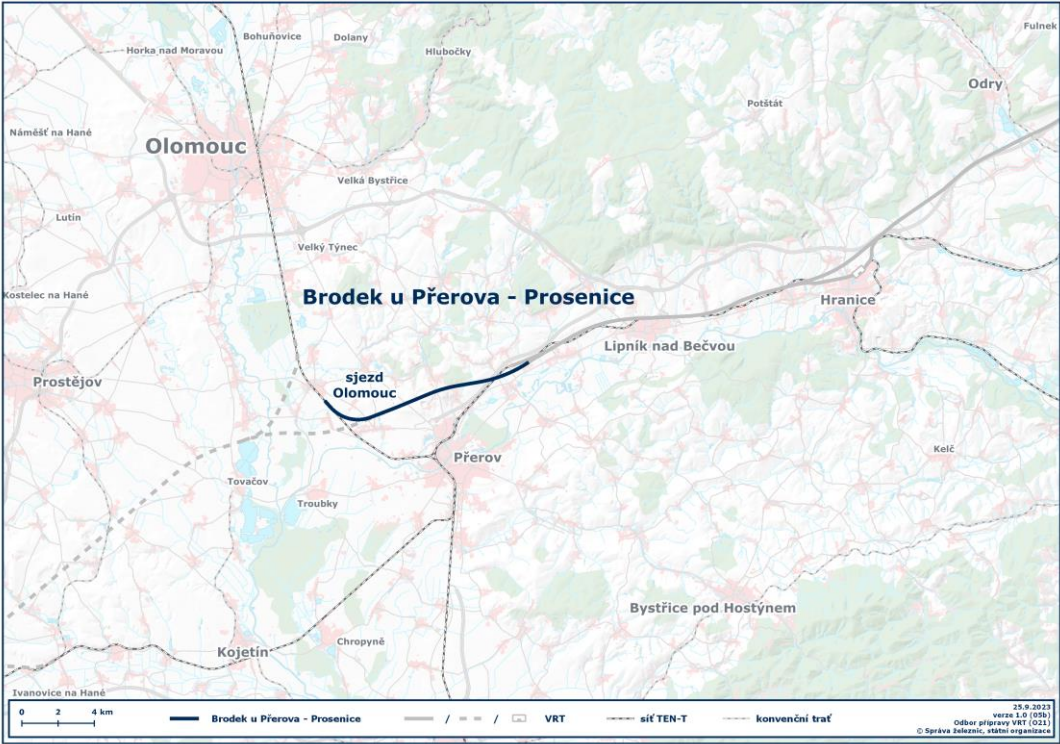 Bohuňovice
Dolany
Fulnek
Horka nad Moravou
Hlubočky
Odry
Potštát
Náměšť na Hané
Olomouc
Velká Bystřice
Lutín
Velký Týnec
Kostelec na Hané
Brodek u Přerova - Prosenice
Hranice
Lipník nad Bečvou
sjezd
Olomouc
Prostějov
Přerov
Kelč
Tovačov
Troubky
Bystřice pod Hostýnem
Chropyně
Kojetín
Ivanovice na Hané
0 2 4 km
Brodek u Přerova - Prosenice
/ / VRT
síť TEN-T
konvenční trať
25.9.2023
verze 1.0 (05b)
Odbor přípravy VRT (O21)
© Správa železnic, státní organizace